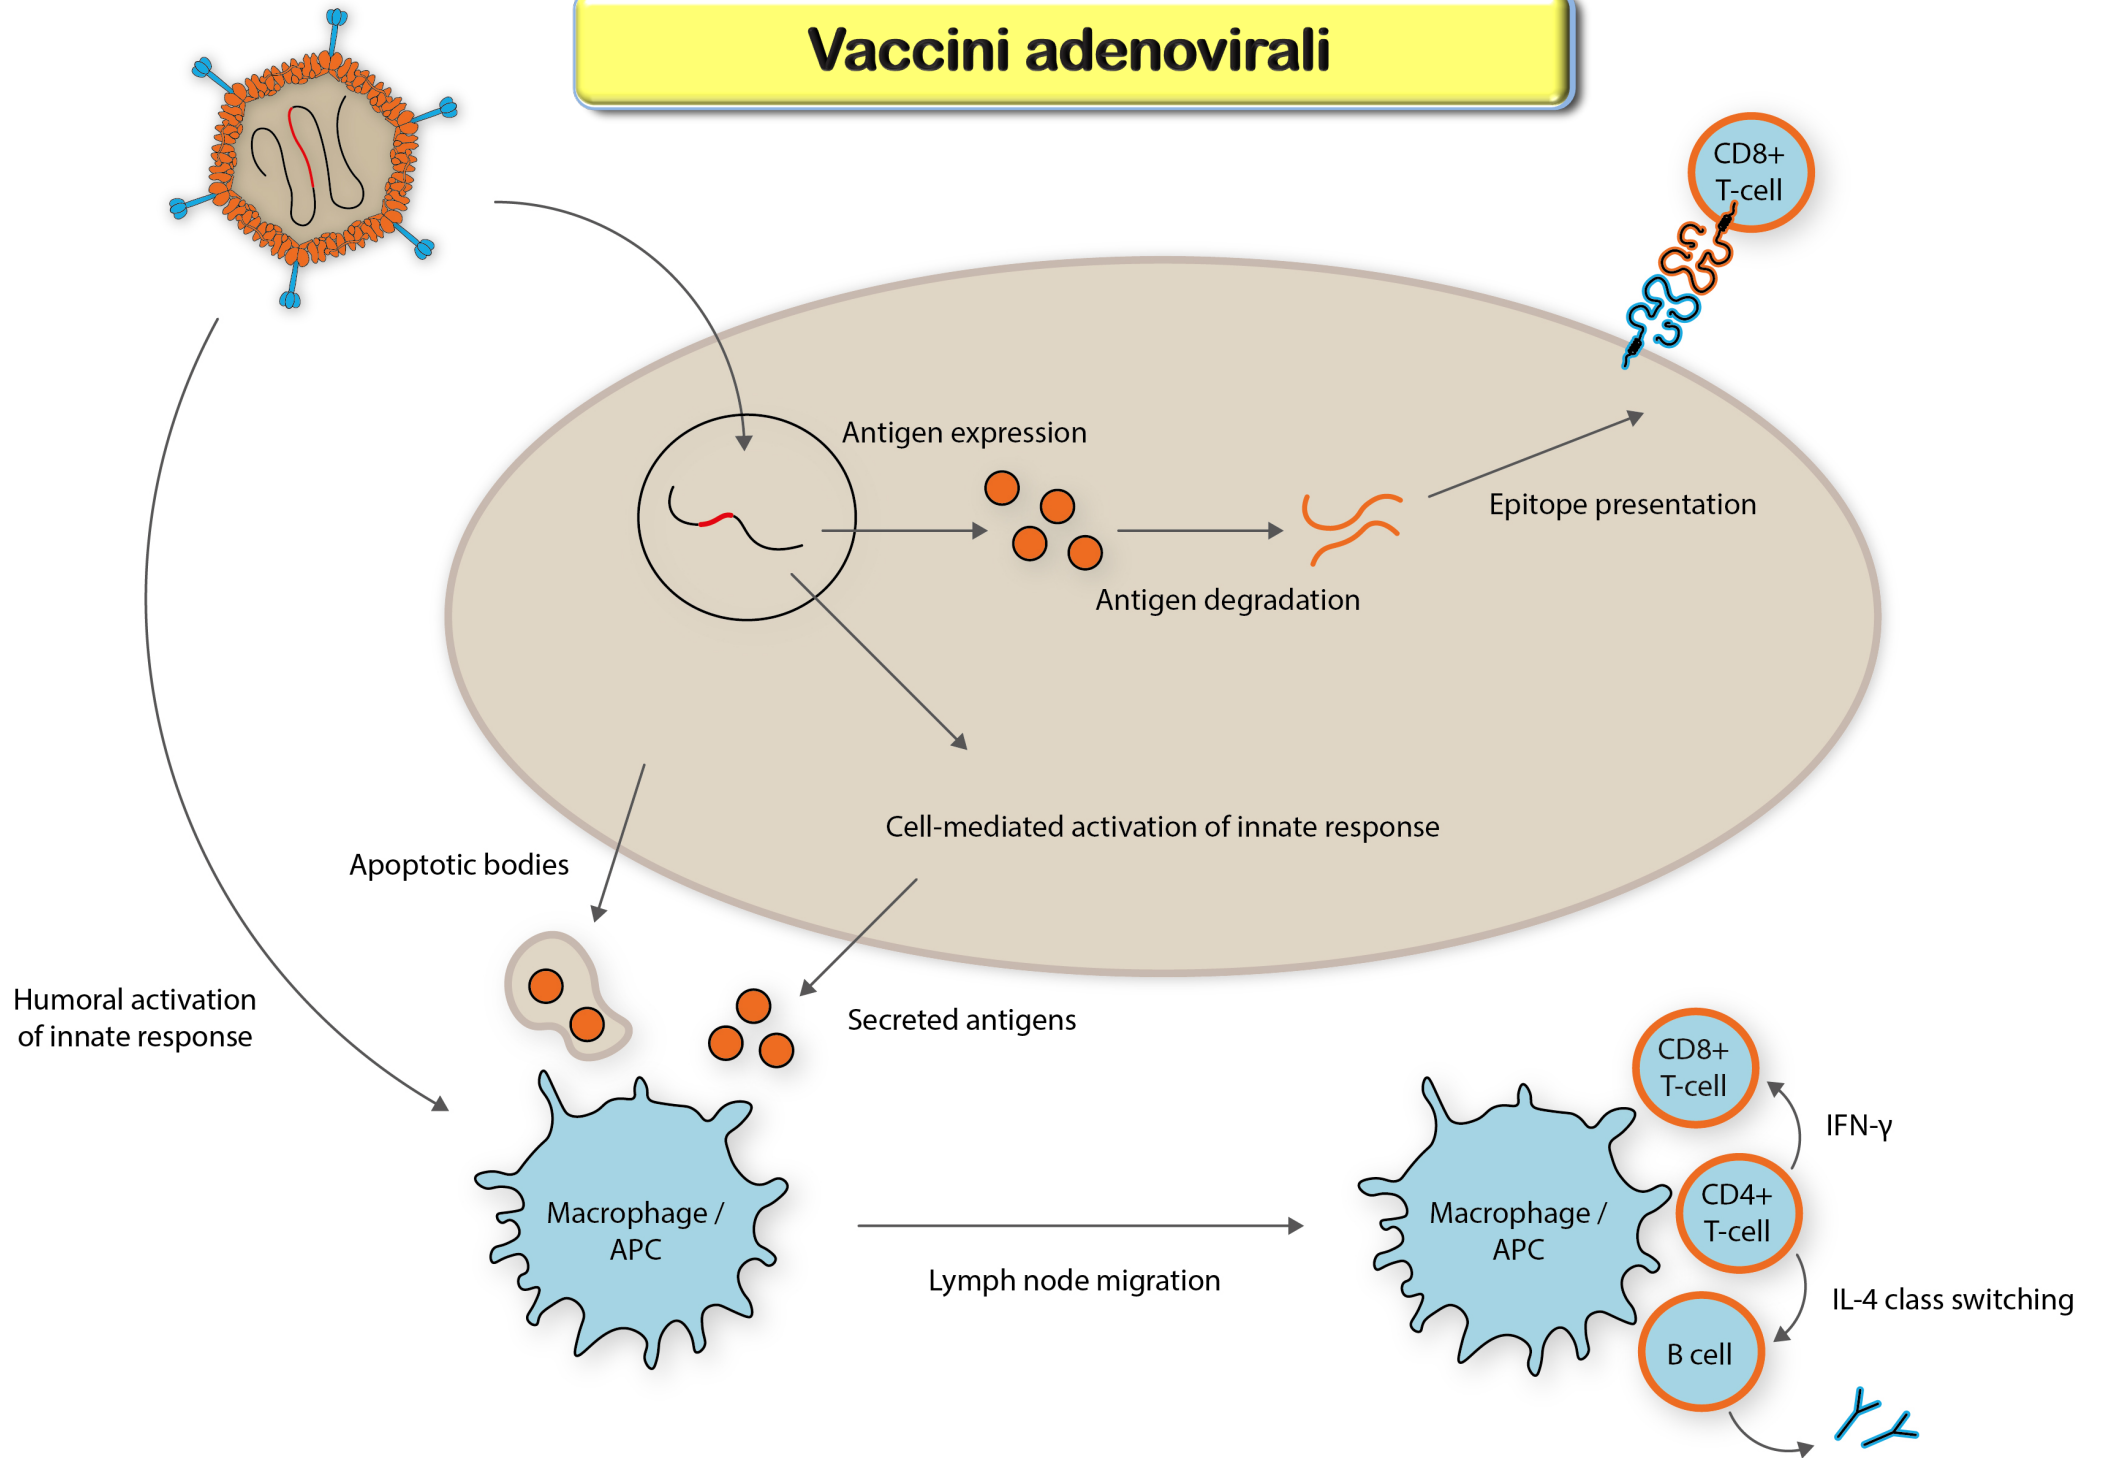 Vaccini adenovirali
CD8+
T-cell
Antigen expression
Epitope presentation
Antigen degradation
Cell-mediated activation of innate response
Apoptotic bodies
Humoral activation
of innate response
Secreted antigens
Macrophage /
APC
Lymph node migration
Macrophage /
APC
CD8+
T-cell
IFN-γ
CD4+
T-cell
IL-4 class switching
B cell